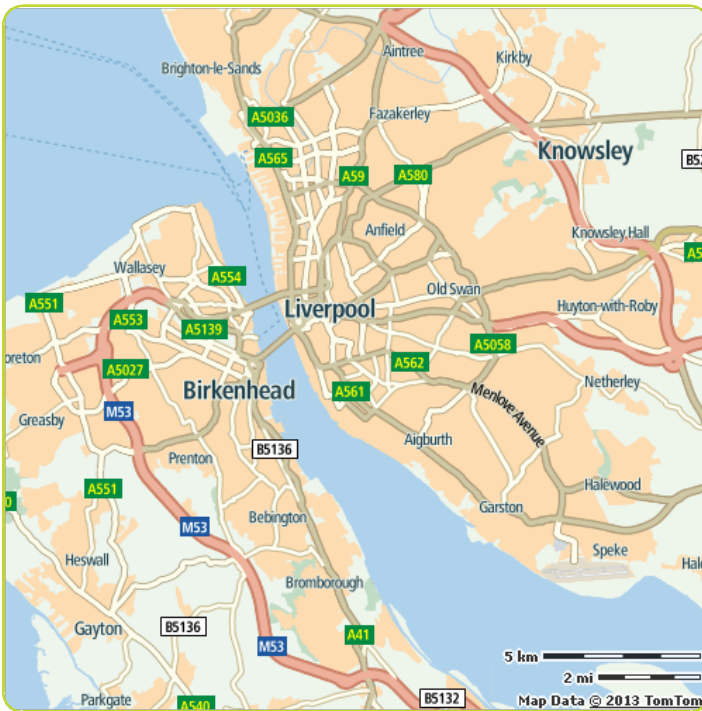 Aintree
Kirkby
Brighton-le-Sands
A5036
Fazakerley
Knowsley
A565
A59
A580
Anfield
Knowsley Hall
Wallasey
A554
Old Swan
A551
Liverpool
Huyton-with-Roby
A553
A5139
A5058
oreton
A5027
A562
Birkenhead
A561
Netherley
M53
Menlove Avenue
Greasby
Aigburth
B5136
Prenton
A551
Halewood
0
Garston
M53
Bebington
Heswall
Speke
Hal
Bromborough
Gayton
B5136
A41
M53
5 km
2 mi
Parkgate
A540
B5132
Map Data © 2013 TomTom